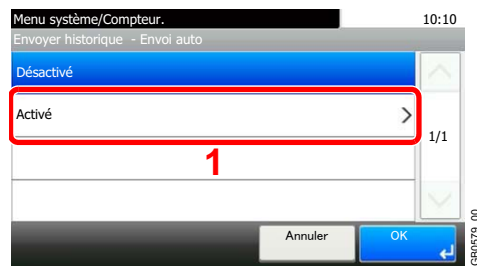 Menu système/Compteur.
10:10
Envoyer historique - Envoi auto
Désactivé
Activé
1/1
1
Annuler
OK
GB0579_00